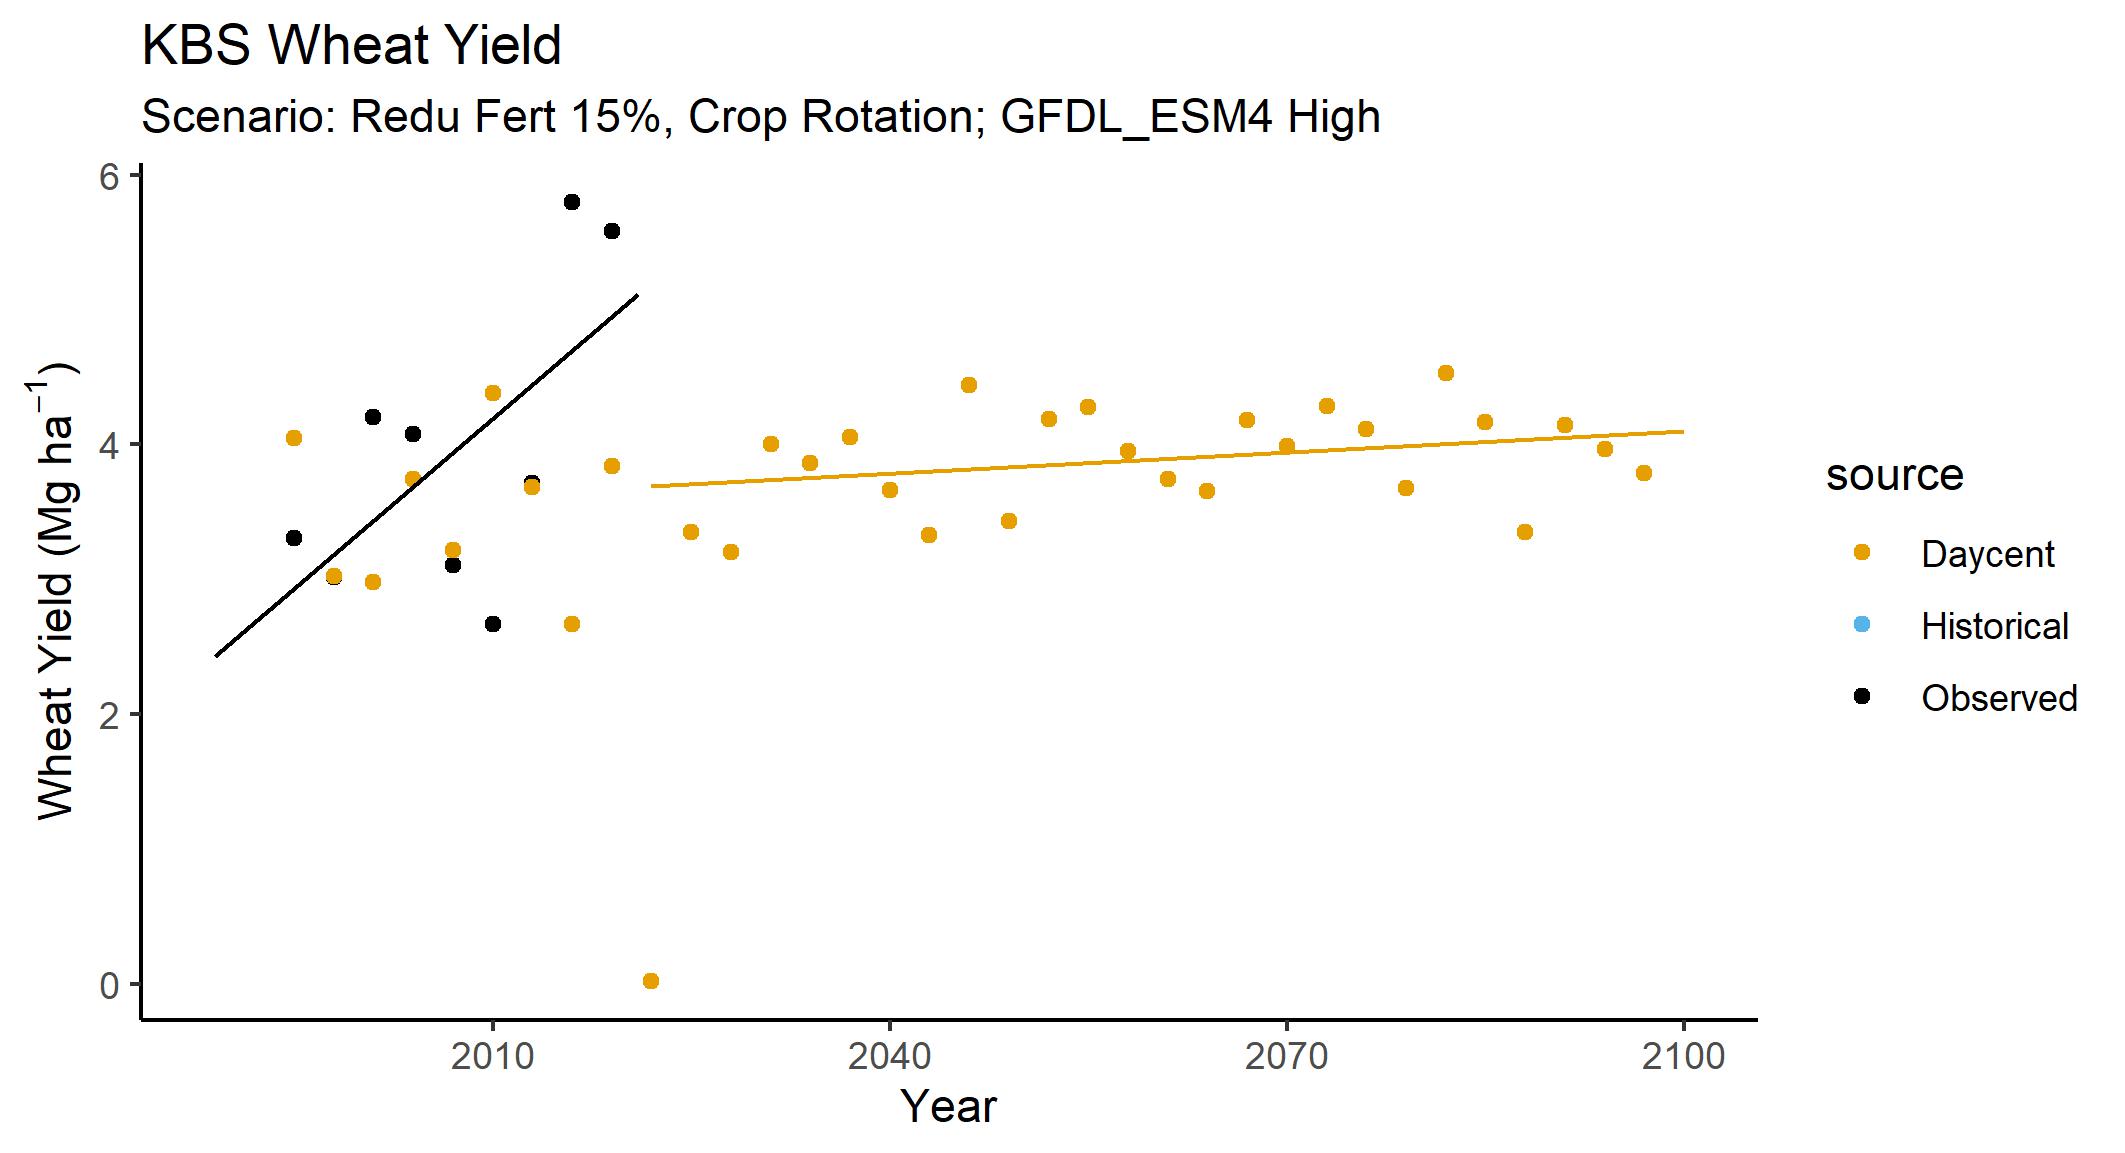 KBS Wheat Yield
Scenario: Redu Fert 15%, Crop Rotation; GFDL_ESM4 High
Wheat Yield (Mg ha⁻¹)
6
4
2
0
2010
2040
2070
2100
Year
source
Daycent
Historical
Observed